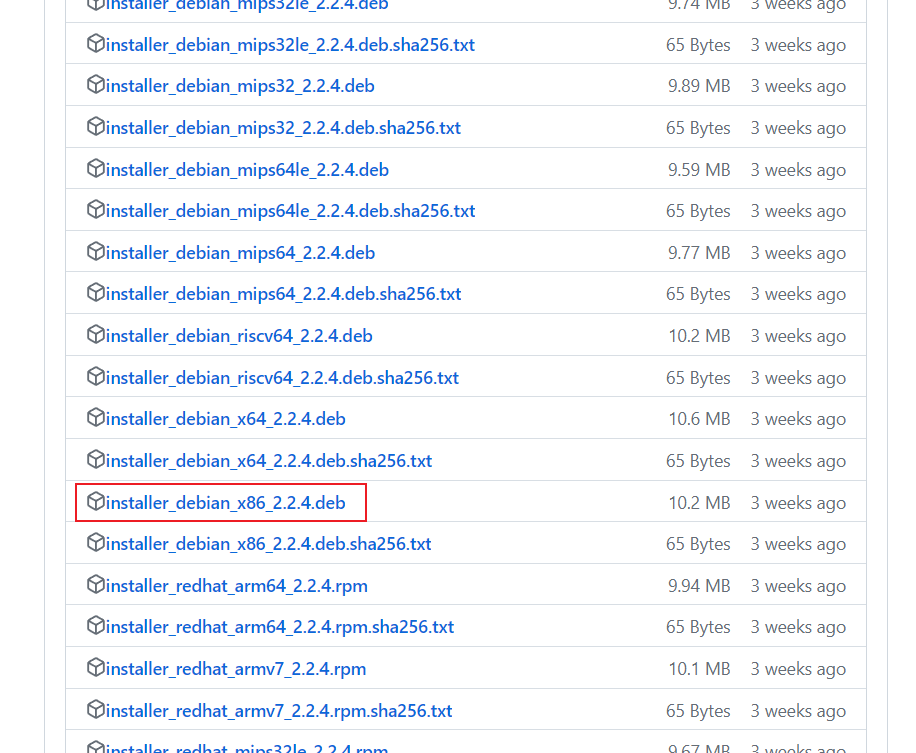 installer_debian_mips32le_2.2.4.deb 9.74 MB 3 weeks ago
installer_debian_mips32le_2.2.4.deb.sha256.txt 65 Bytes 3 weeks ago
installer_debian_mips32_2.2.4.deb 9.89 MB 3 weeks ago
installer_debian_mips32_2.2.4.deb.sha256.txt 65 Bytes 3 weeks ago
installer_debian_mips64le_2.2.4.deb 9.59 MB 3 weeks ago
installer_debian_mips64le_2.2.4.deb.sha256.txt 65 Bytes 3 weeks ago
installer_debian_mips64_2.2.4.deb 9.77 MB 3 weeks ago
installer_debian_mips64_2.2.4.deb.sha256.txt 65 Bytes 3 weeks ago
installer_debian_riscv64_2.2.4.deb 10.2 MB 3 weeks ago
installer_debian_riscv64_2.2.4.deb.sha256.txt 65 Bytes 3 weeks ago
installer_debian_x64_2.2.4.deb 10.6 MB 3 weeks ago
installer_debian_x64_2.2.4.deb.sha256.txt 65 Bytes 3 weeks ago
installer_debian_x86_2.2.4.deb 10.2 MB 3 weeks ago
installer_debian_x86_2.2.4.deb.sha256.txt 65 Bytes 3 weeks ago
installer_redhat_arm64_2.2.4.rpm 9.94 MB 3 weeks ago
installer_redhat_arm64_2.2.4.rpm.sha256.txt 65 Bytes 3 weeks ago
installer_redhat_armv7_2.2.4.rpm 10.1 MB 3 weeks ago
installer_redhat_armv7_2.2.4.rpm.sha256.txt 65 Bytes 3 weeks ago
installer_redhat_mips32le_2.2.4.rpm 9.67 MB 3 weeks ago